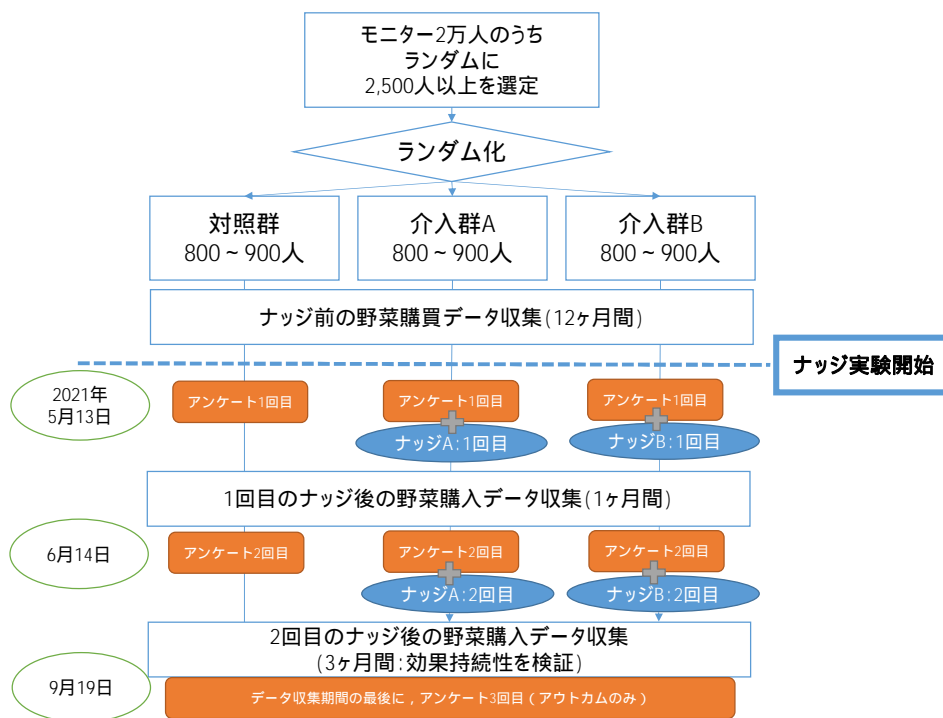 モニター2万人のうち
ランダムに
2,500人以上を選定
ランダム化
対照群
800~900人
介入群A
800~900人
介入群B
800~900人
ナッジ前の野菜購買データ収集(12ヶ月間)
ナッジ実験開始
2021年
5月13日
アンケート1回目
アンケート1回目
アンケート1回目
ナッジA:1回目
ナッジB:1回目
1回目のナッジ後の野菜購入データ収集(1ヶ月間)
6月14日
アンケート2回目
アンケート2回目
アンケート2回目
ナッジA:2回目
ナッジB:2回目
2回目のナッジ後の野菜購入データ収集
(3ヶ月間:効果持続性を検証)
9月19日
データ収集期間の最後に,アンケート3回目(アウトカムのみ)